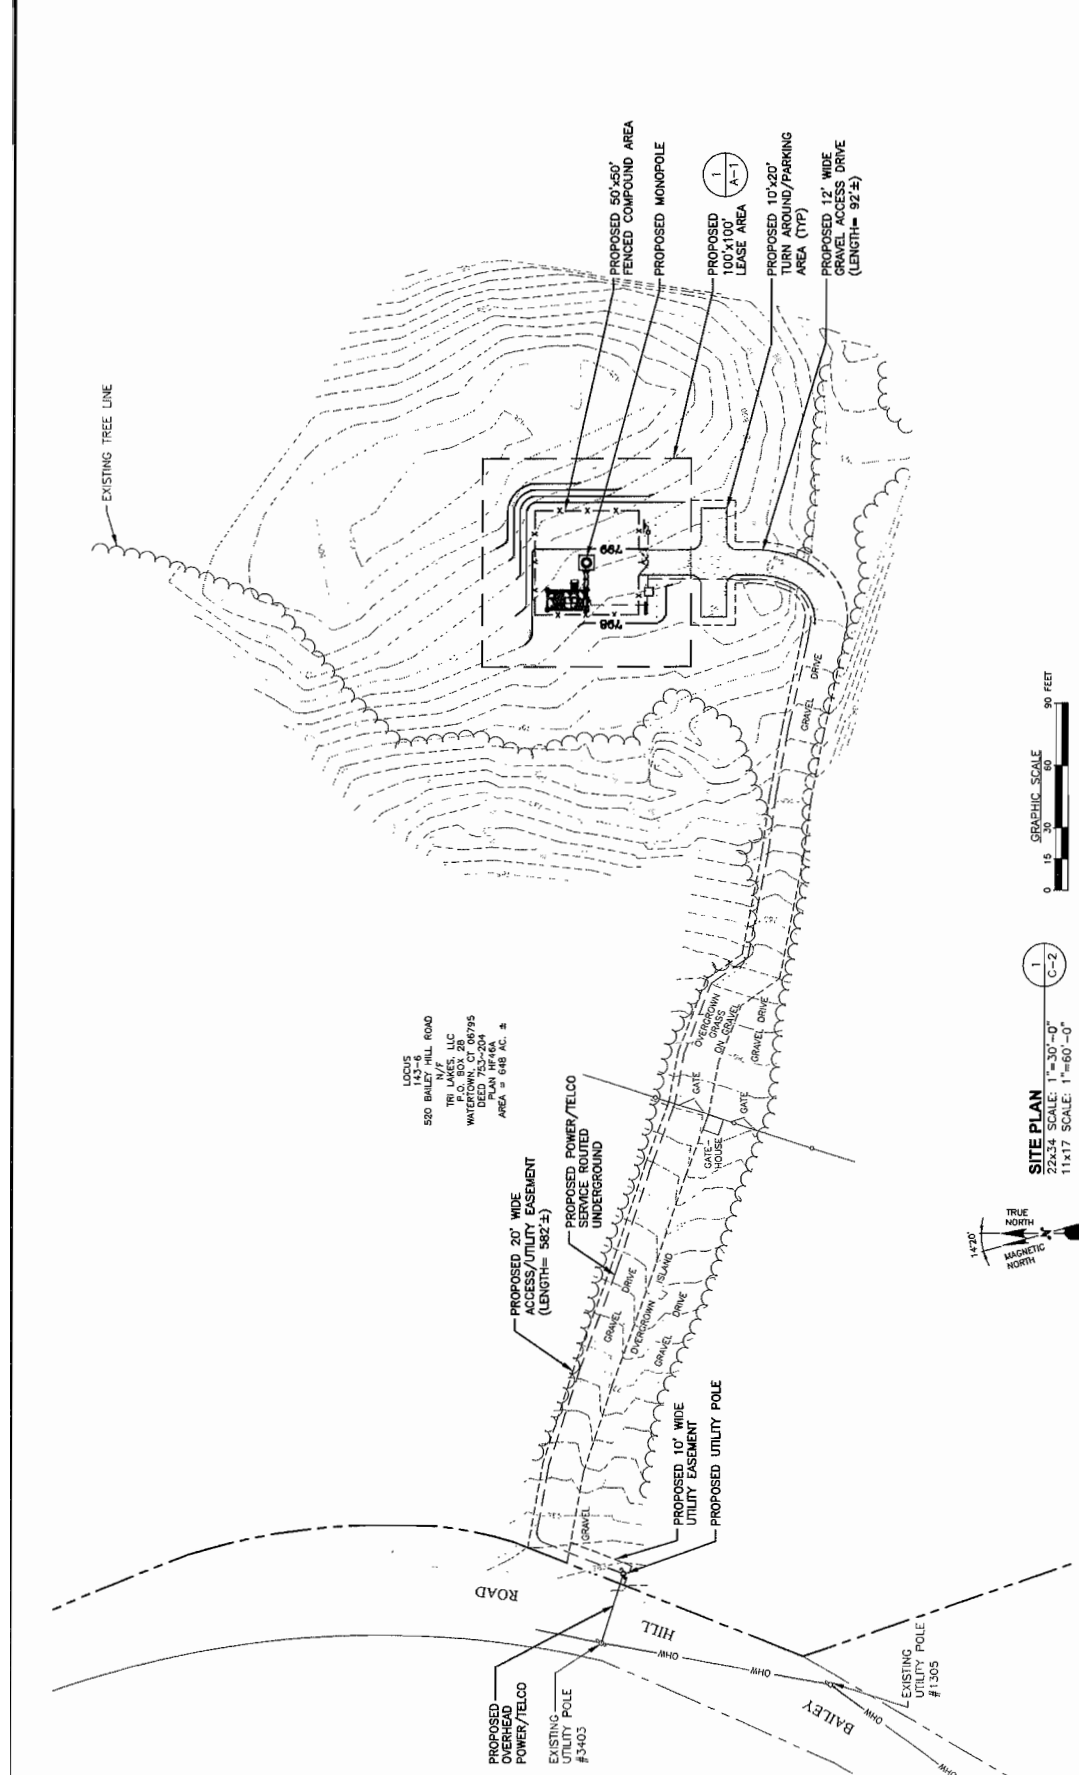 EXISTING TREE LINE
PROPOSED 50'x50'
FENCED COMPOUND AREA
PROPOSED MONOPOLE
PROPOSED
100'x100'
LEASE AREA
1
A-1
PROPOSED 10'x20'
TURN AROUND/PARKING
AREA (TYP)
PROPOSED 12' WIDE
GRAVEL ACCESS DRIVE
(LENGTH= 92'±)
799
798
GRAVEL DRIVE
LOCUS
143-6
520 BAILEY HILL ROAD
N/F
TRI LAKES, LLC
P.O. BOX 28
WATERTOWN, CT 06795
DEED 753~204
PLAN HF46A
AREA = 648 AC. ±
OVERGROWN
GRASS
ON GRAVEL
GRAVEL DRIVE
GATE
GATE
GATE-
HOUSE
PROPOSED 20' WIDE
ACCESS/UTILITY EASEMENT
(LENGTH= 582'±)
PROPOSED POWER/TELCO
SERVICE ROUTED
UNDERGROUND
GRAVEL DRIVE
OVERGROWN ISLAND
GRAVEL DRIVE
PROPOSED 10' WIDE
UTILITY EASEMENT
PROPOSED UTILITY POLE
GRAVEL
BAILEY HILL ROAD
OHW
OHW
OHW
OHW
PROPOSED
OVERHEAD
POWER/TELCO
EXISTING
UTILITY POLE
#3403
EXISTING
UTILITY POLE
#1305
GRAPHIC SCALE
0 15 30 60 90 FEET
SITE PLAN
22x34 SCALE: 1"=30'-0"
11x17 SCALE: 1"=60'-0"
1
C-2
14°20'
TRUE
NORTH
MAGNETIC
NORTH
N